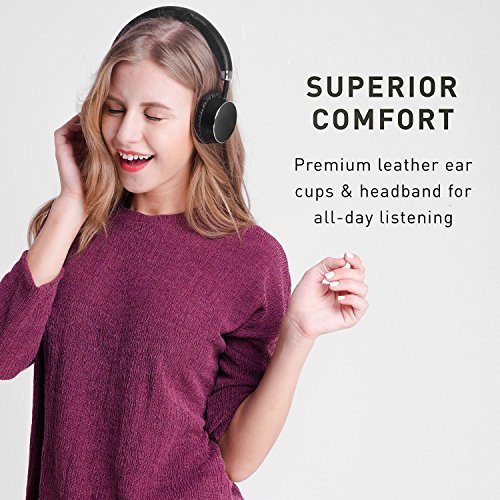 SUPERIOR
COMFORT
Premium leather ear
cups & headband for
all-day listening